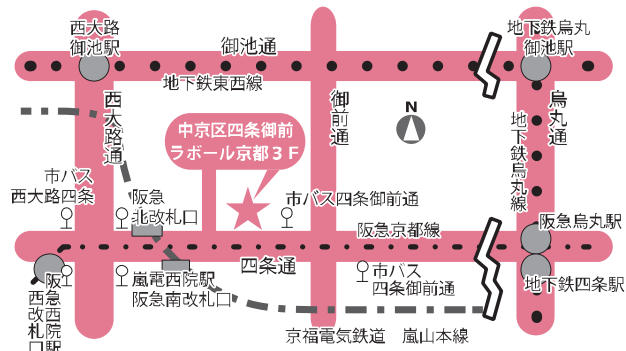 西大路
御池駅
御池通
地下鉄烏丸
御池駅
地下鉄東西線
西大路通
御前通
烏丸通
地下鉄烏丸線
N
中京区四条御前
ラボール京都３Ｆ
市バス
西大路四条
阪急
北改札口
市バス四条御前通
阪急京都線
阪急烏丸駅
四条通
阪急西院駅
西改札口
嵐電西院駅
阪急南改札口
市バス
四条御前通
地下鉄四条駅
京福電気鉄道　嵐山本線